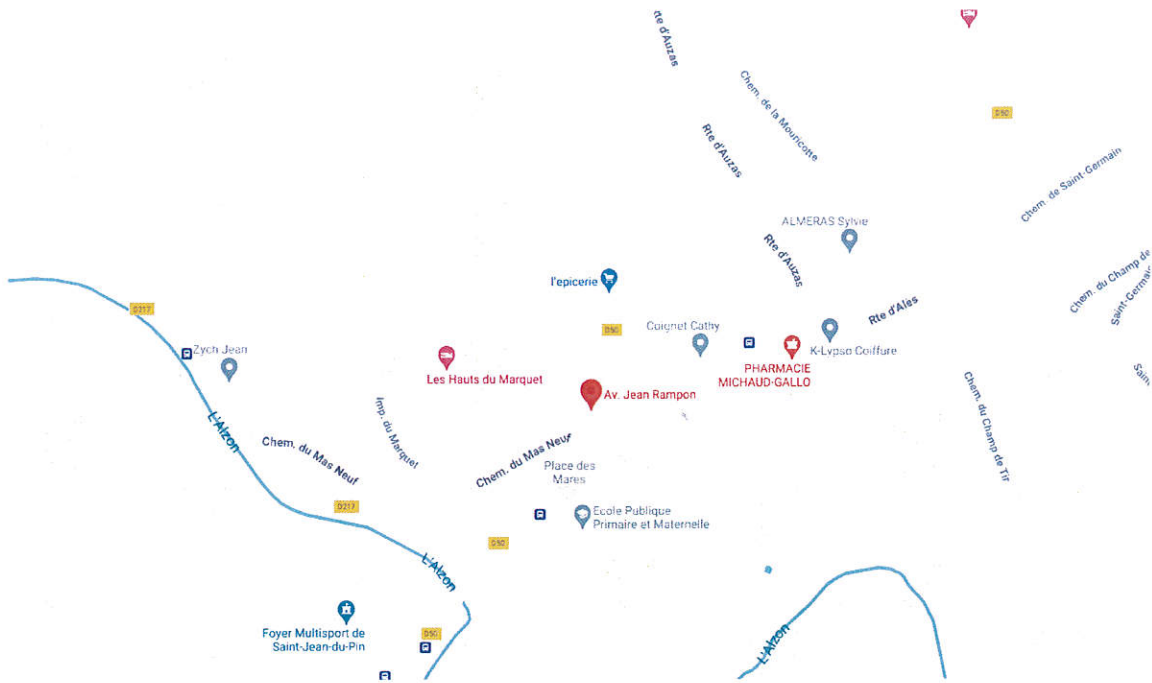 Rte d'Auzas
Chem. de la Mouricotte
D50
Rte d'Auzas
Chem. de Saint-Germain
ALMERAS Sylvie
Rte d'Auzas
Chem. du Champ de
Saint-Germain
l'epicerie
D217
Rte d'Ales
D50
Coignet Cathy
Zych Jean
K-Lypso Coiffure
PHARMACIE
MICHAUD-GALLO
Les Hauts du Marquet
Av. Jean Rampon
Saint-
Chem. du Champ de Tir
L'Alzon
Imp. du Marquet
Chem. du Mas Neuf
Chem. du Mas Neuf
Place des
Mares
D217
Ecole Publique
Primaire et Maternelle
D50
L'Alzon
Foyer Multisport de
Saint-Jean-du-Pin
D50
L'Alzon